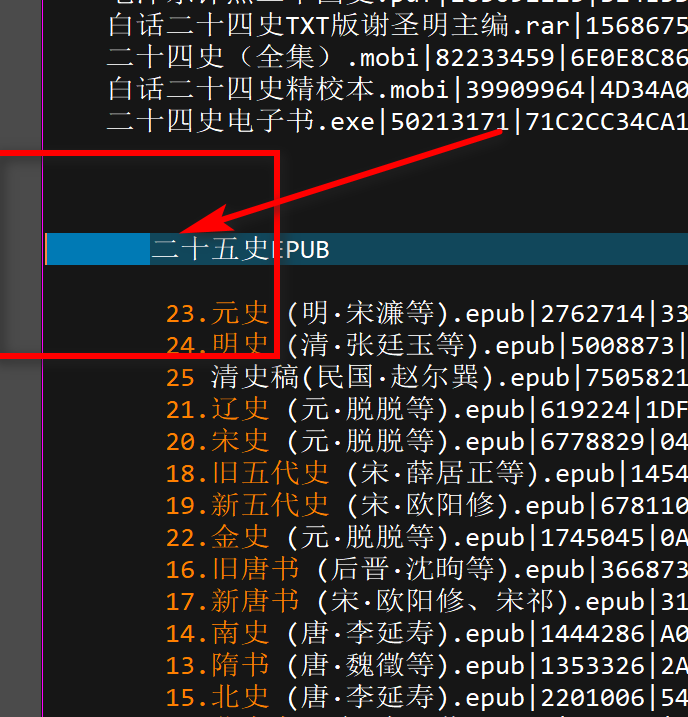 白话二十四史TXT版谢圣明主编.rar|1568675
二十四史（全集）.mobi|82233459|6E0E8C86
白话二十四史精校本.mobi|39909964|4D34A0
二十四史电子书.exe|50213171|71C2CC34CA1
二十五史EPUB
23.元史 (明·宋濂等).epub|2762714|33
24.明史 (清·张廷玉等).epub|5008873|
25 清史稿(民国·赵尔巽).epub|7505821
21.辽史 (元·脱脱等).epub|619224|1DF
20.宋史 (元·脱脱等).epub|6778829|04
18.旧五代史 (宋·薛居正等).epub|1454
19.新五代史 (宋·欧阳修).epub|678110
22.金史 (元·脱脱等).epub|1745045|0A
16.旧唐书 (后晋·沈昫等).epub|366873
17.新唐书 (宋·欧阳修、宋祁).epub|31
14.南史 (唐·李延寿).epub|1444286|A0
13.隋书 (唐·魏徵等).epub|1353326|2A
15.北史 (唐·李延寿).epub|2201006|54